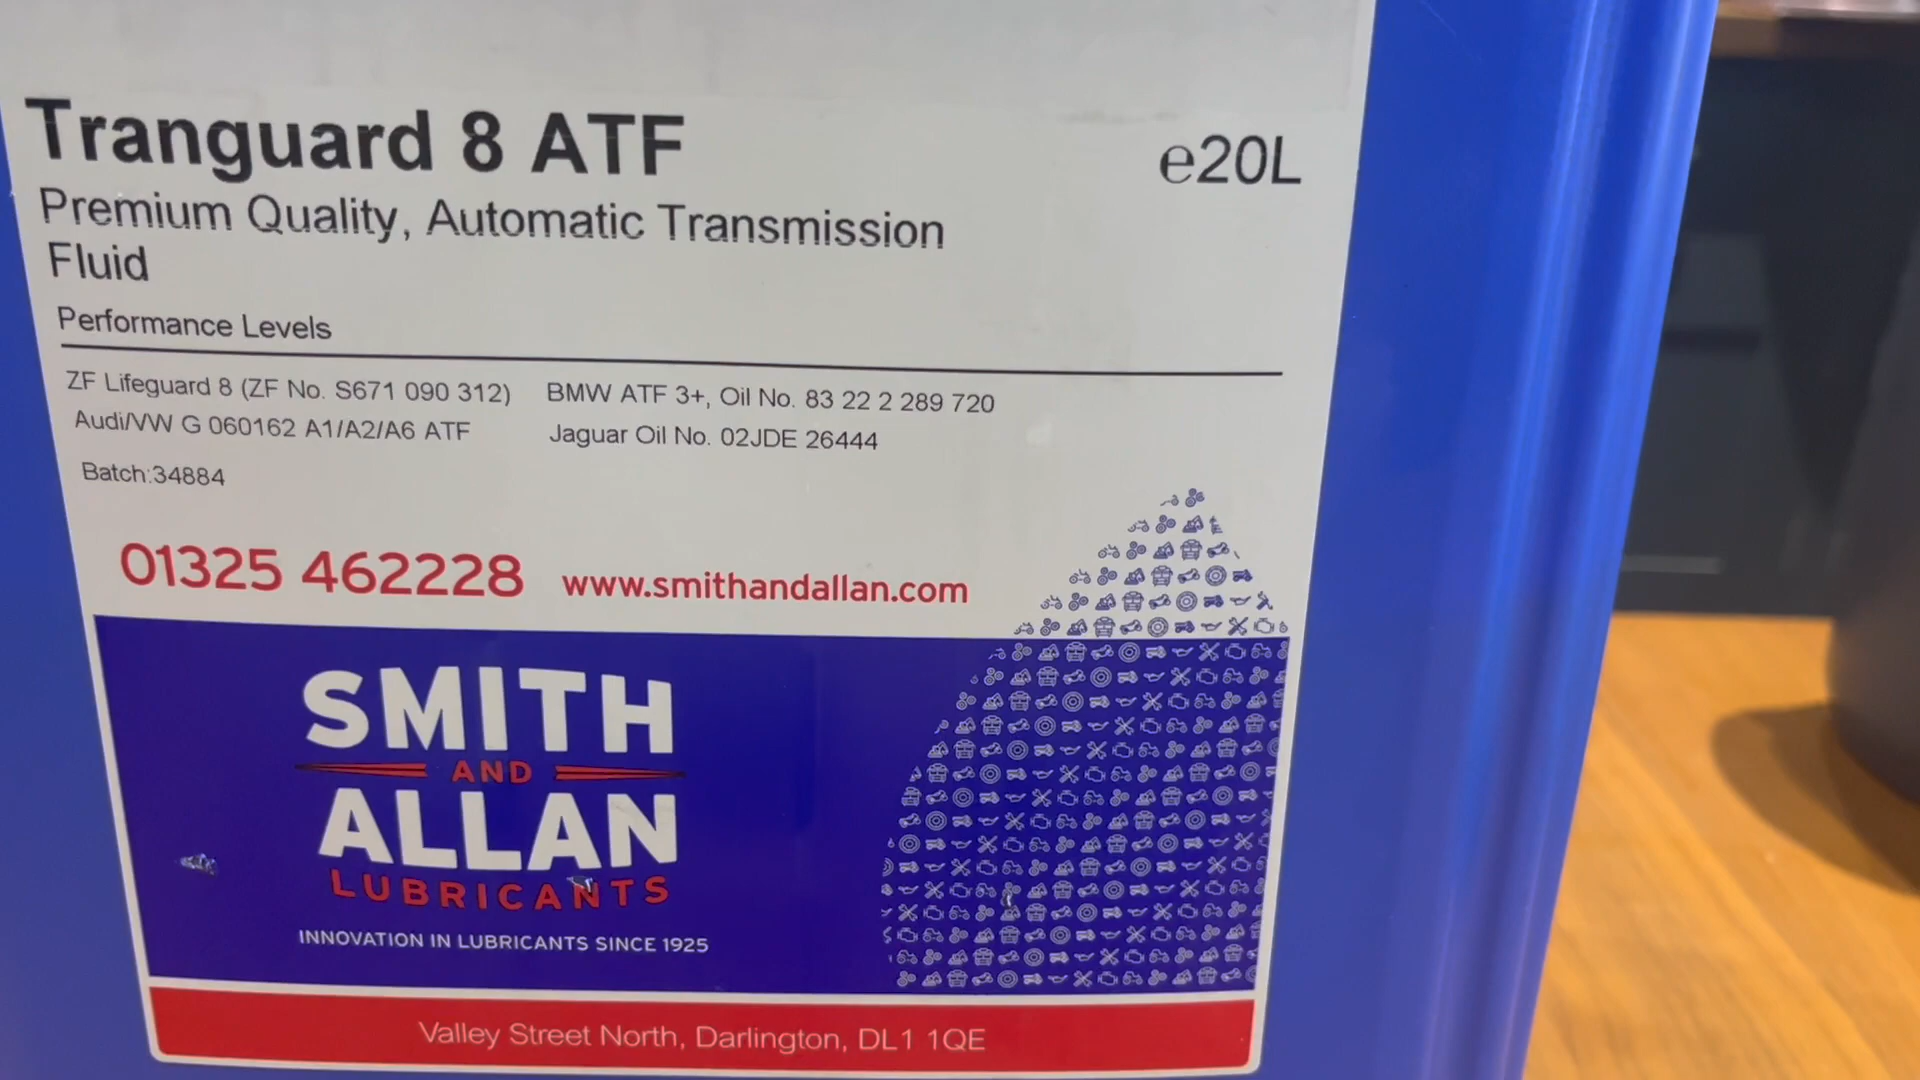 Tranguard 8 ATF
e20L
Premium Quality, Automatic Transmission
Fluid
Performance Levels
ZF Lifeguard 8 (ZF No. S671 090 312)
BMW ATF 3+, Oil No. 83 22 2 289 720
Audi/VW G 060162 A1/A2/A6 ATF
Jaguar Oil No. 02JDE 26444
Batch:34884
01325 462228
www.smithandallan.com
SMITH
AND
ALLAN
LUBRICANTS
INNOVATION IN LUBRICANTS SINCE 1925
Valley Street North, Darlington, DL1 1QE